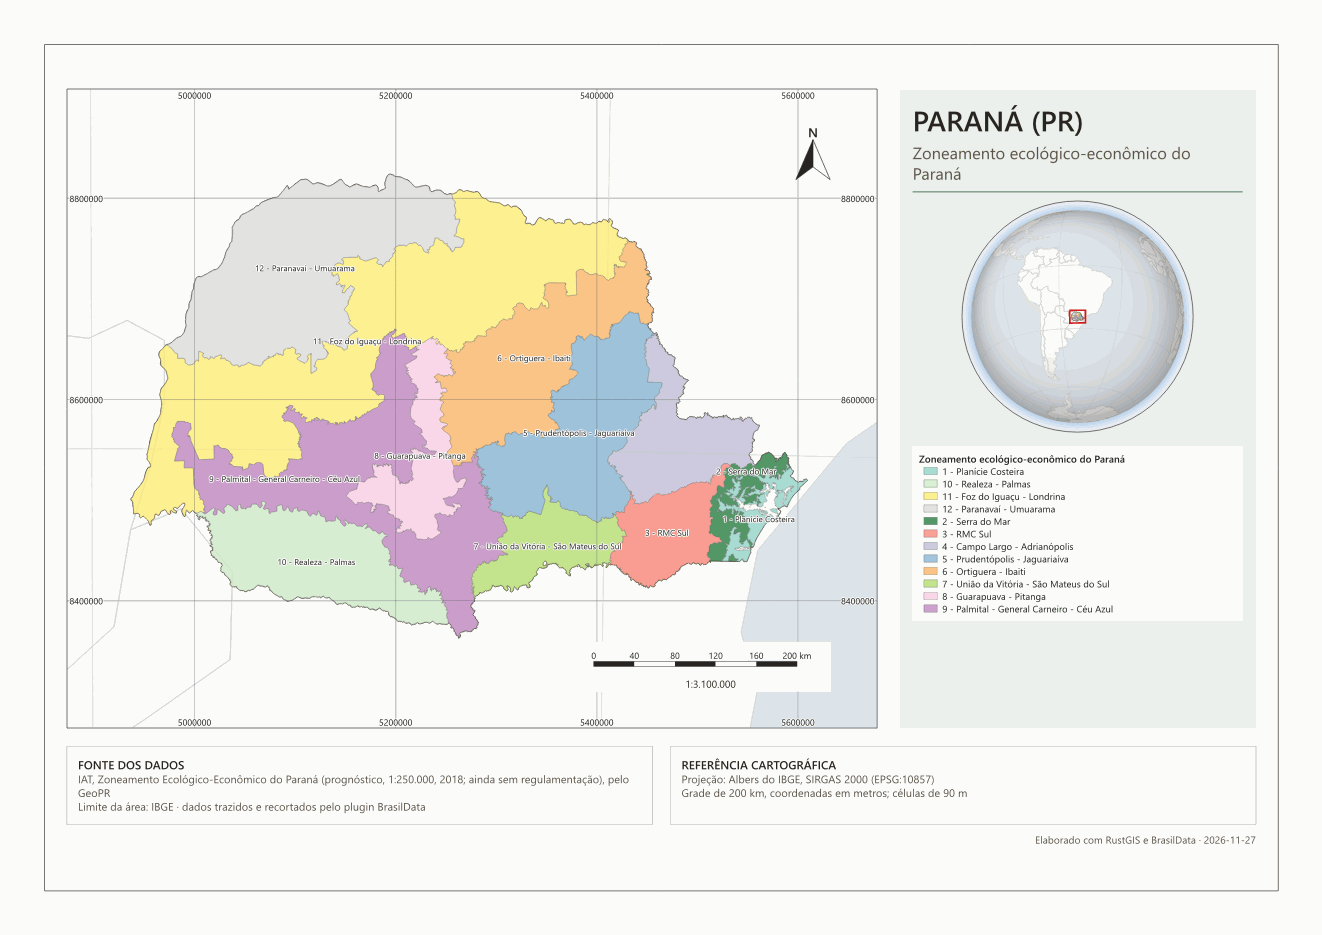 5000000
5200000
5400000
5600000
N
8800000
8800000
12 - Paranavaí - Umuarama
11 - Foz do Iguaçu - Londrina
6 - Ortiguera - Ibaiti
8600000
8600000
5 - Prudentópolis - Jaguariaíva
8 - Guarapuava - Pitanga
2 - Serra do Mar
9 - Palmital - General Carneiro - Céu Azul
1 - Planície Costeira
3 - RMC Sul
7 - União da Vitória - São Mateus do Sul
10 - Realeza - Palmas
8400000
8400000
0 40 80 120 160 200 km
1:3.100.000
5000000
5200000
5400000
5600000
PARANÁ (PR)
Zoneamento ecológico-econômico do
Paraná
Zoneamento ecológico-econômico do Paraná
1 - Planície Costeira
10 - Realeza - Palmas
11 - Foz do Iguaçu - Londrina
12 - Paranavaí - Umuarama
2 - Serra do Mar
3 - RMC Sul
4 - Campo Largo - Adrianópolis
5 - Prudentópolis - Jaguariaíva
6 - Ortiguera - Ibaiti
7 - União da Vitória - São Mateus do Sul
8 - Guarapuava - Pitanga
9 - Palmital - General Carneiro - Céu Azul
FONTE DOS DADOS
IAT, Zoneamento Ecológico-Econômico do Paraná (prognóstico, 1:250.000, 2018; ainda sem regulamentação), pelo
GeoPR
Limite da área: IBGE · dados trazidos e recortados pelo plugin BrasilData
REFERÊNCIA CARTOGRÁFICA
Projeção: Albers do IBGE, SIRGAS 2000 (EPSG:10857)
Grade de 200 km, coordenadas em metros; células de 90 m
Elaborado com RustGIS e BrasilData · 2026-11-27